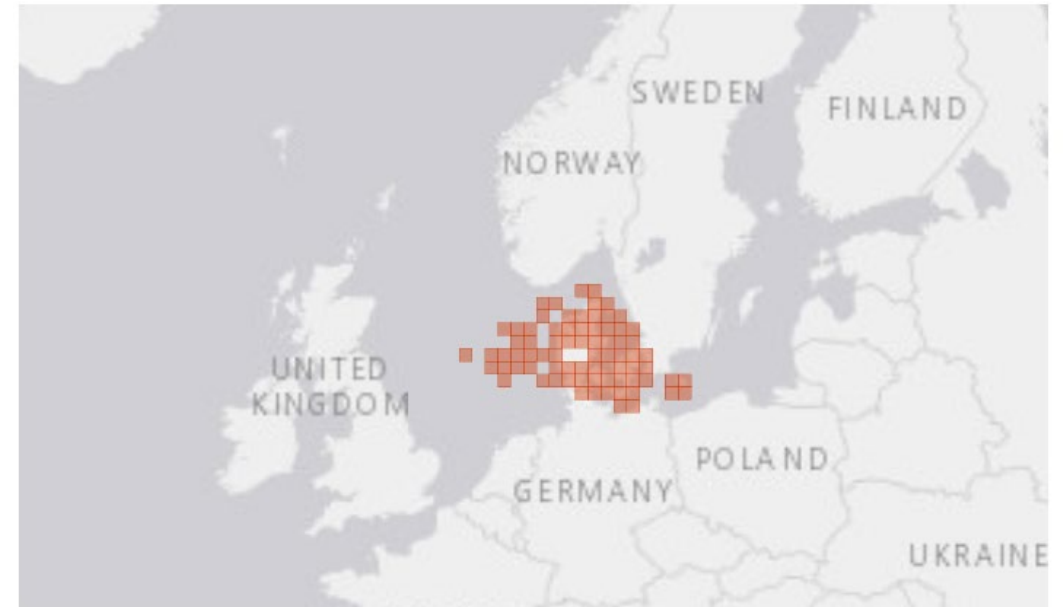 SWEDEN
FINLAND
NORWAY
UNITED
KINGDOM
POLAND
GERMANY
UKRAINE